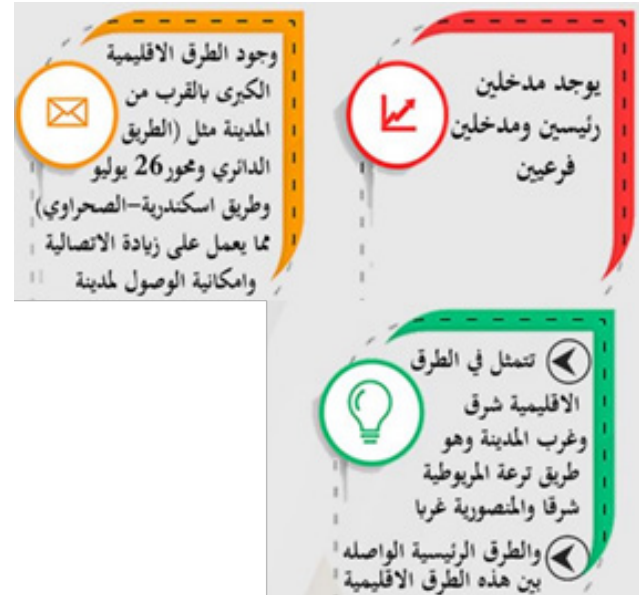 يوجد مدخلين
رئيسين ومدخلين
فرعيين
وجود الطرق الاقليمية
الكبرى بالقرب من
المدينة مثل (الطريق
الدائري ومحور 26 يوليو
وطريق اسكندرية-الصحراوي)
مما يعمل على زيادة الاتصالية
وامكانية الوصول لمدينة
تتمثل في الطرق
الاقليمية شرق
وغرب المدينة وهو
طريق ترعة المريوطية
شرقا والمنصورية غربا
والطرق الرئيسية الواصله
بين هذه الطرق الاقليمية